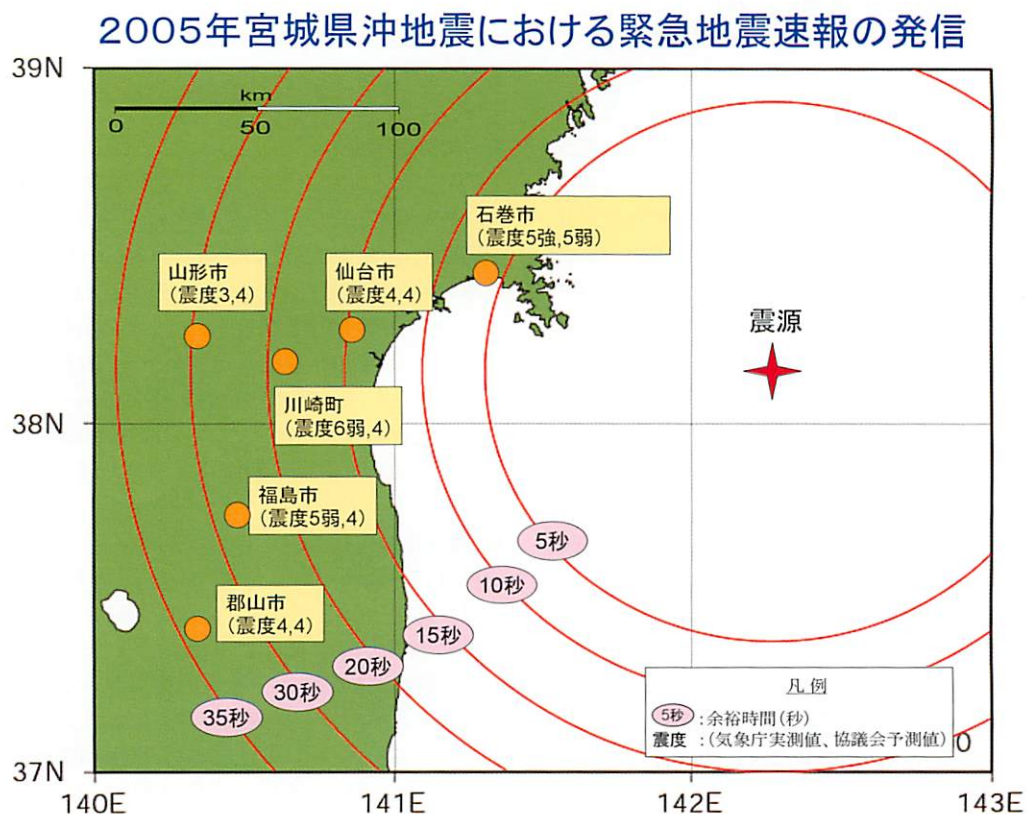 2005年宮城県沖地震における緊急地震速報の発信
39N
km
0 50 100
石巻市
(震度5強,5弱)
山形市
(震度3,4)
仙台市
(震度4,4)
震源
川崎町
(震度6弱,4)
38N
福島市
(震度5弱,4)
5秒
10秒
郡山市
(震度4,4)
15秒
20秒
30秒
35秒
凡例
5秒:余裕時間(秒)
震度:(気象庁実測値、協議会予測値)
0
37N
140E 141E 142E 143E